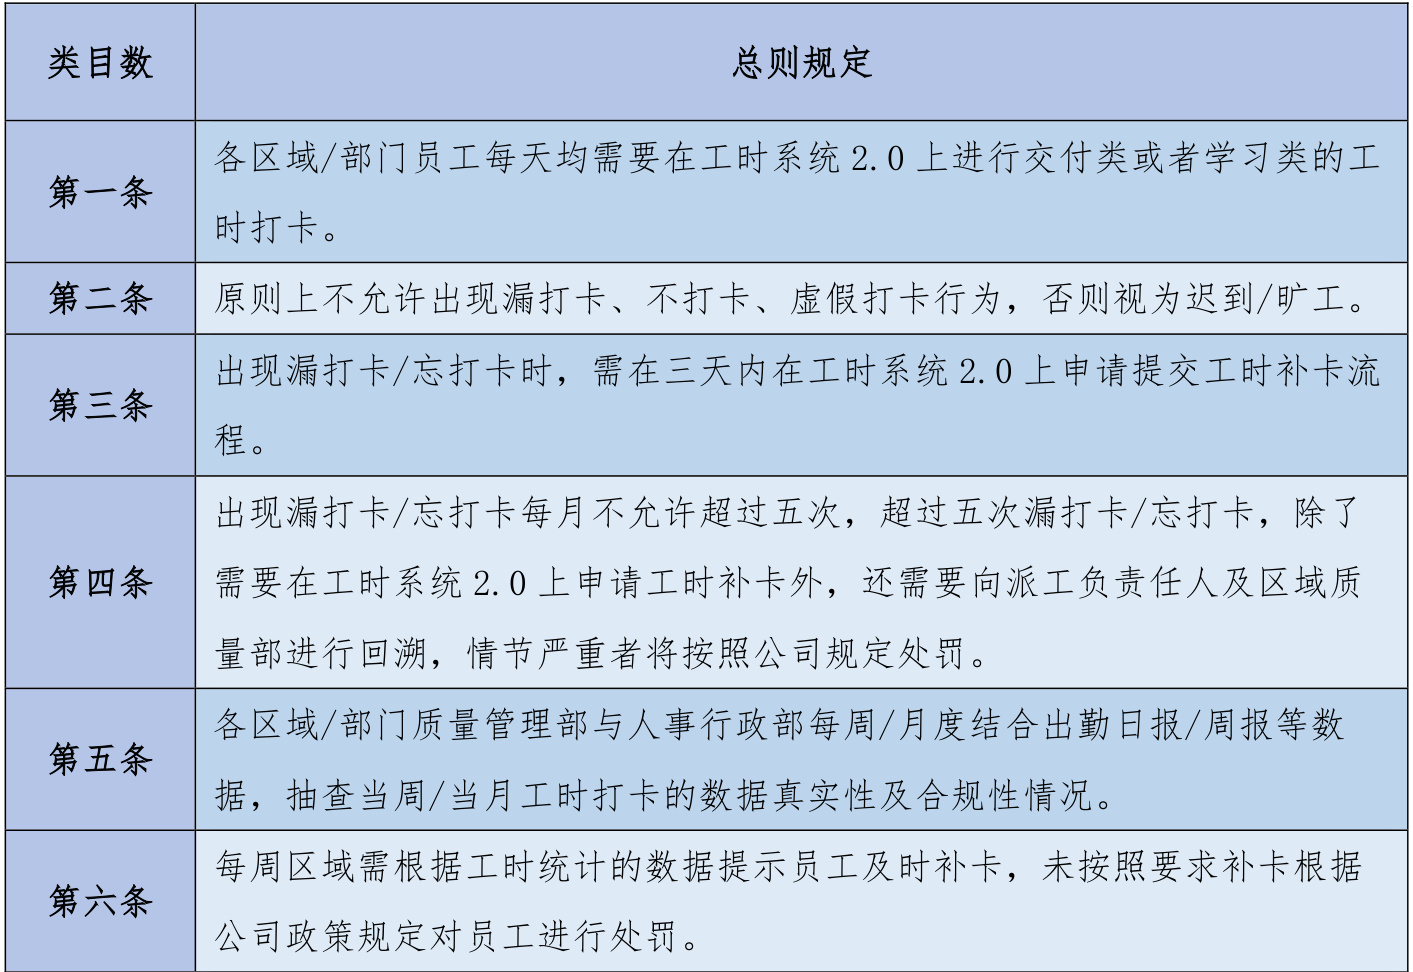 类目数
总则规定
第一条
各区域/部门员工每天均需要在工时系统 2.0 上进行交付类或者学习类的工
时打卡。
第二条
原则上不允许出现漏打卡、不打卡、虚假打卡行为，否则视为迟到/旷工。
第三条
出现漏打卡/忘打卡时，需在三天内在工时系统 2.0 上申请提交工时补卡流
程。
第四条
出现漏打卡/忘打卡每月不允许超过五次，超过五次漏打卡/忘打卡，除了
需要在工时系统 2.0 上申请工时补卡外，还需要向派工负责任人及区域质
量部进行回溯，情节严重者将按照公司规定处罚。
第五条
各区域/部门质量管理部与人事行政部每周/月度结合出勤日报/周报等数
据，抽查当周/当月工时打卡的数据真实性及合规性情况。
第六条
每周区域需根据工时统计的数据提示员工及时补卡，未按照要求补卡根据
公司政策规定对员工进行处罚。